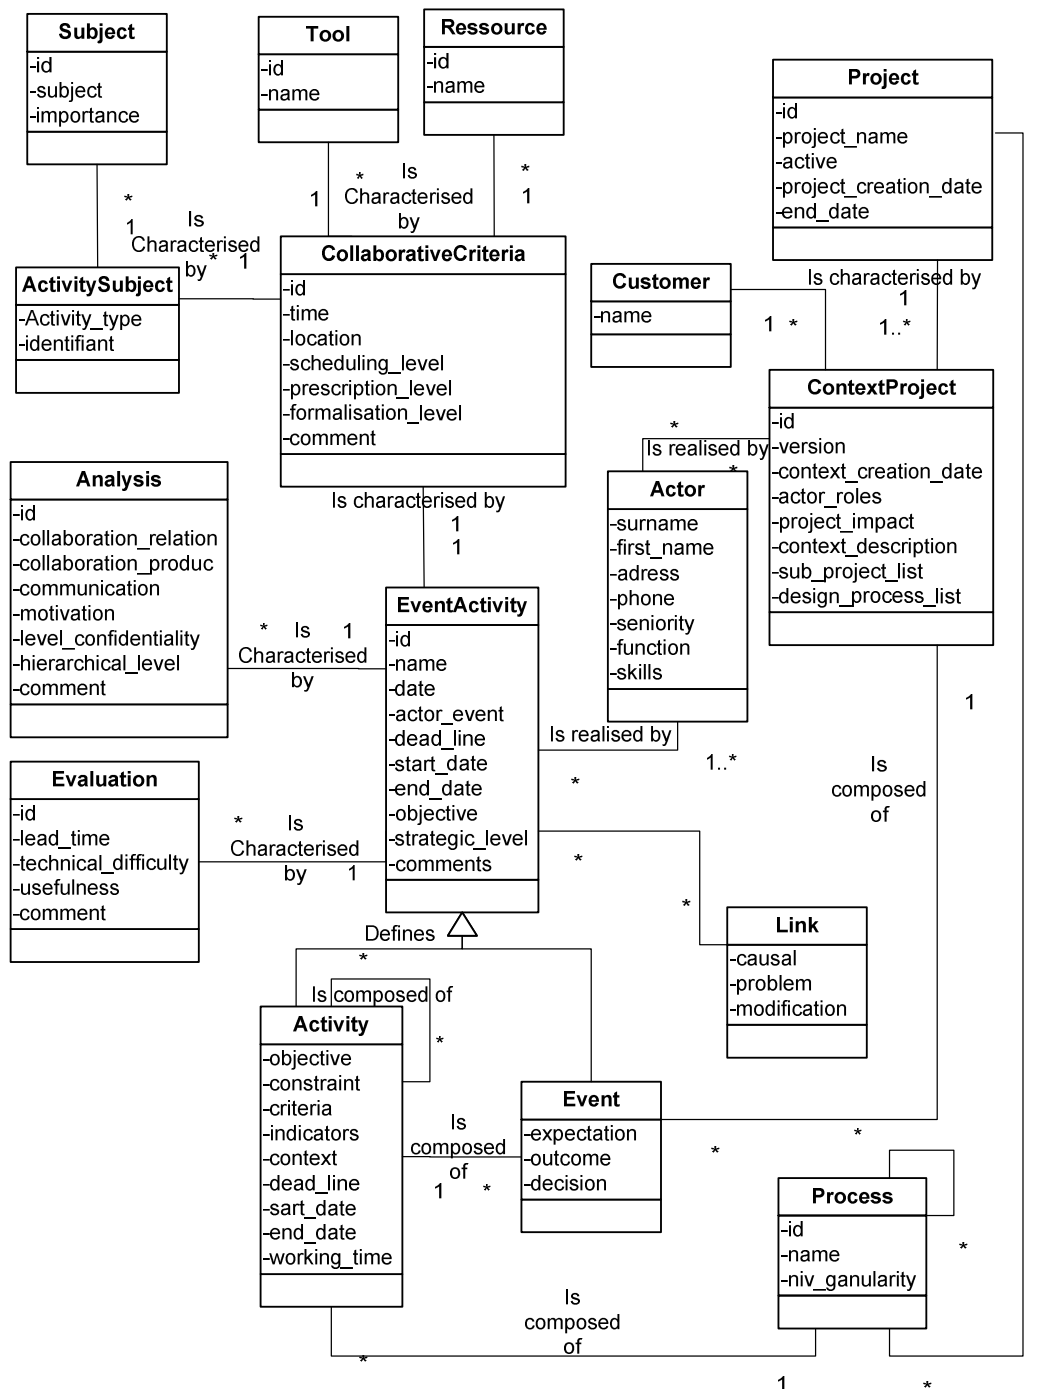 Subject
-id
-subject
-importance
Tool
-id
-name
Ressource
-id
-name
Project
-id
-project_name
-active
-project_creation_date
-end_date
*
1
Is
Characterised
by
*
1
1
*
Is
Characterised
by
*
1
ActivitySubject
-Activity_type
-identifiant
CollaborativeCriteria
-id
-time
-location
-scheduling_level
-prescription_level
-formalisation_level
-comment
Customer
-name
1
*
Is characterised by
1
1..*
ContextProject
-id
-version
-context_creation_date
-actor_roles
-project_impact
-context_description
-sub_project_list
-design_process_list
*
Is realised by
*
Actor
-surname
-first_name
-adress
-phone
-seniority
-function
-skills
Analysis
-id
-collaboration_relation
-collaboration_produc
-communication
-motivation
-level_confidentiality
-hierarchical_level
-comment
Is characterised by
1
1
EventActivity
-id
-name
-date
-actor_event
-dead_line
-start_date
-end_date
-objective
-strategic_level
-comments
*
Is
1
Characterised
by
Is realised by
1..*
*
1
Is
composed
of
Evaluation
-id
-lead_time
-technical_difficulty
-usefulness
-comment
*
Is
Characterised
by
1
*
*
Link
-causal
-problem
-modification
Defines
*
Is composed of
*
Activity
-objective
-constraint
-criteria
-indicators
-context
-dead_line
-sart_date
-end_date
-working_time
Is
composed
of
1
*
Event
-expectation
-outcome
-decision
*
*
Process
-id
-name
-niv_ganularity
*
Is
composed
of
*
1
*